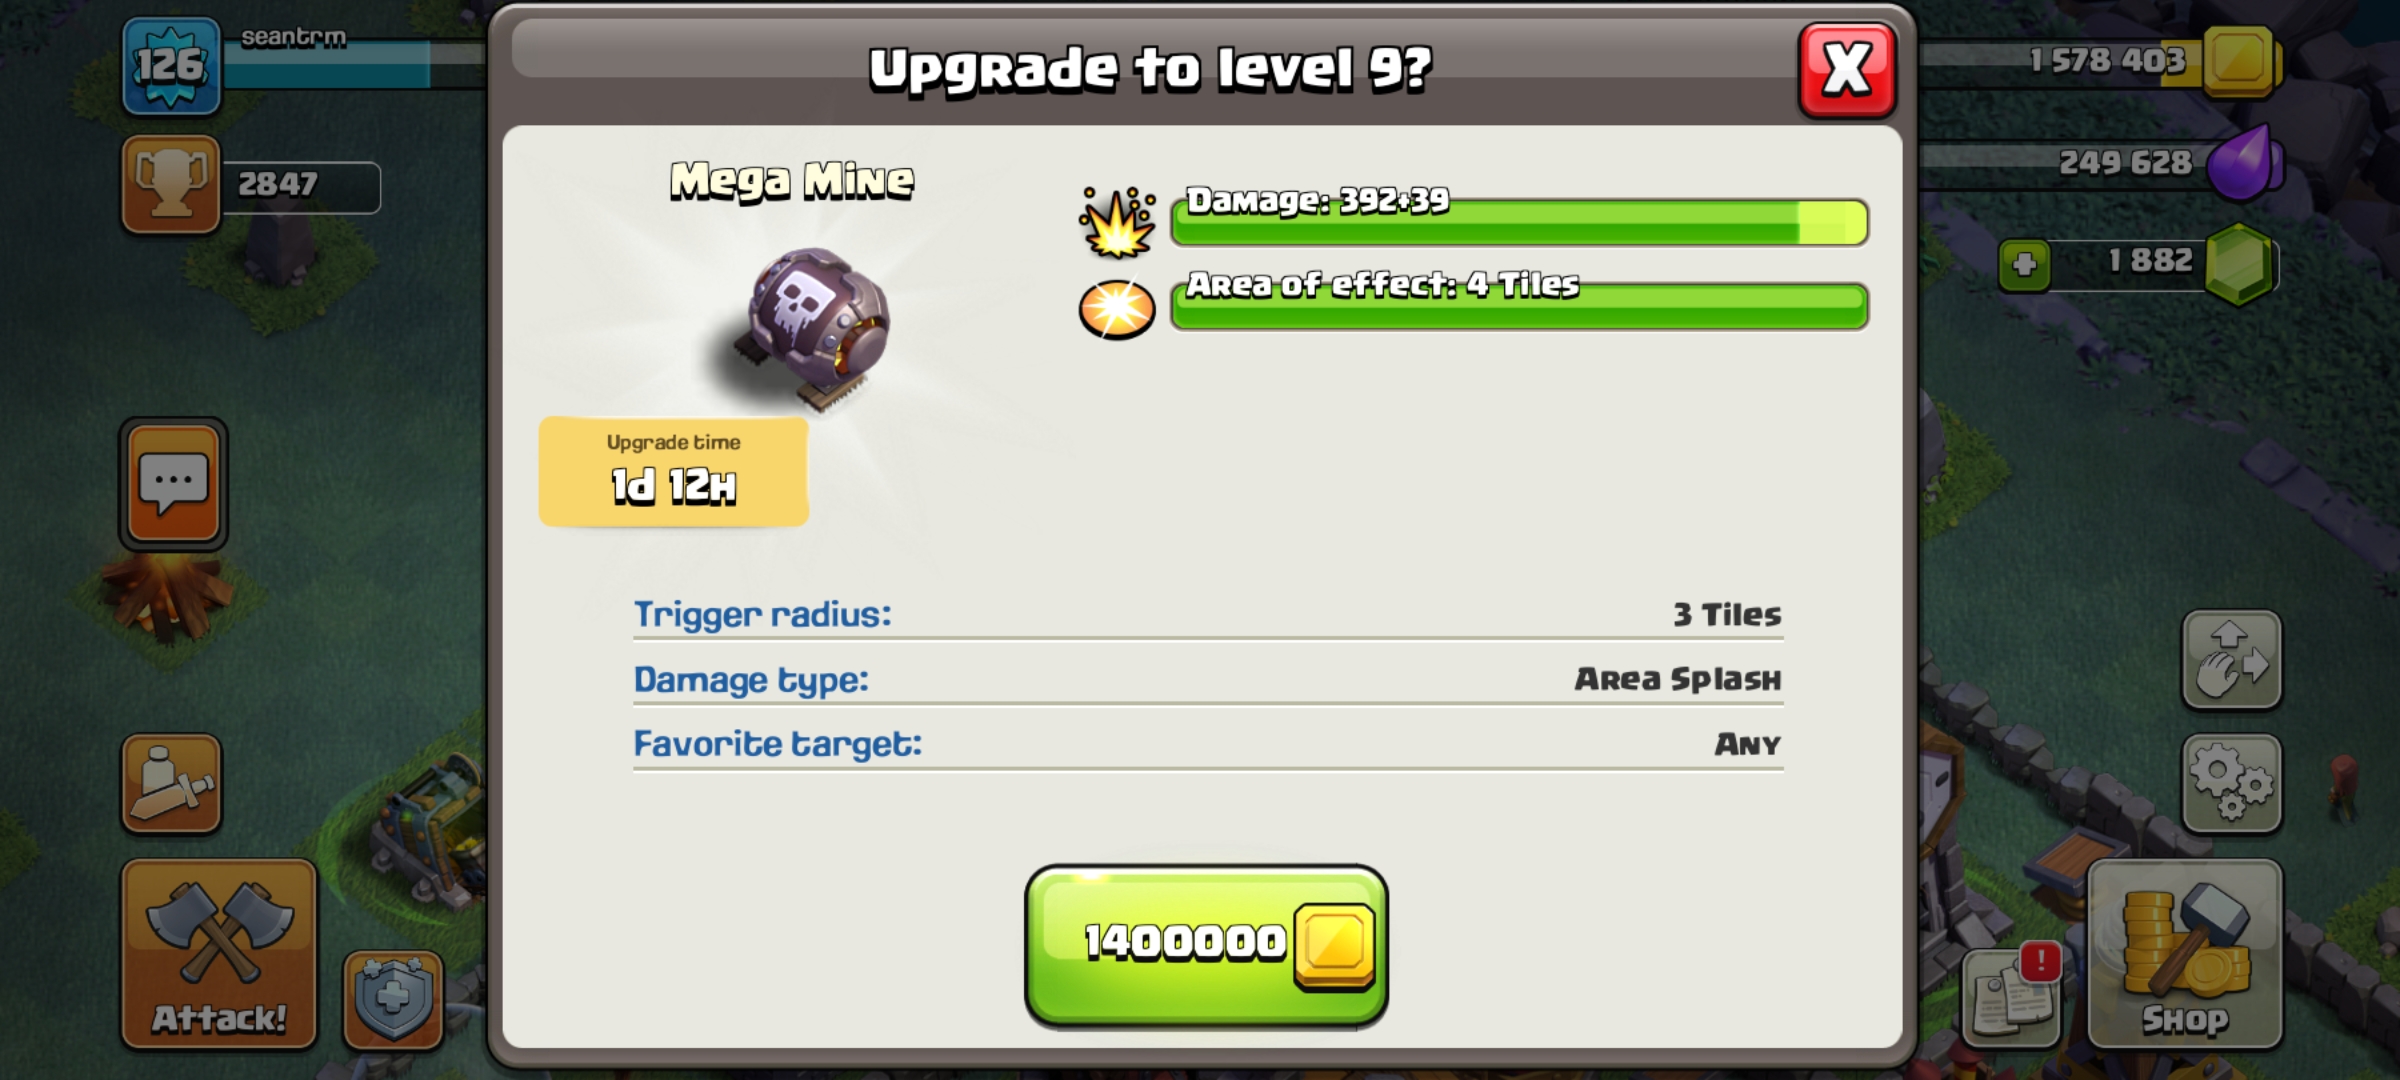 126
seantrm
2847
Upgrade to level 9?
X
1 578 403
249 628
1 882
Mega Mine
Damage: 392+39
Area of effect: 4 Tiles
Upgrade time
1d 12H
Trigger radius: 3 Tiles
Damage type: Area Splash
Favorite target: Any
1400000
Attack!
!
Shop